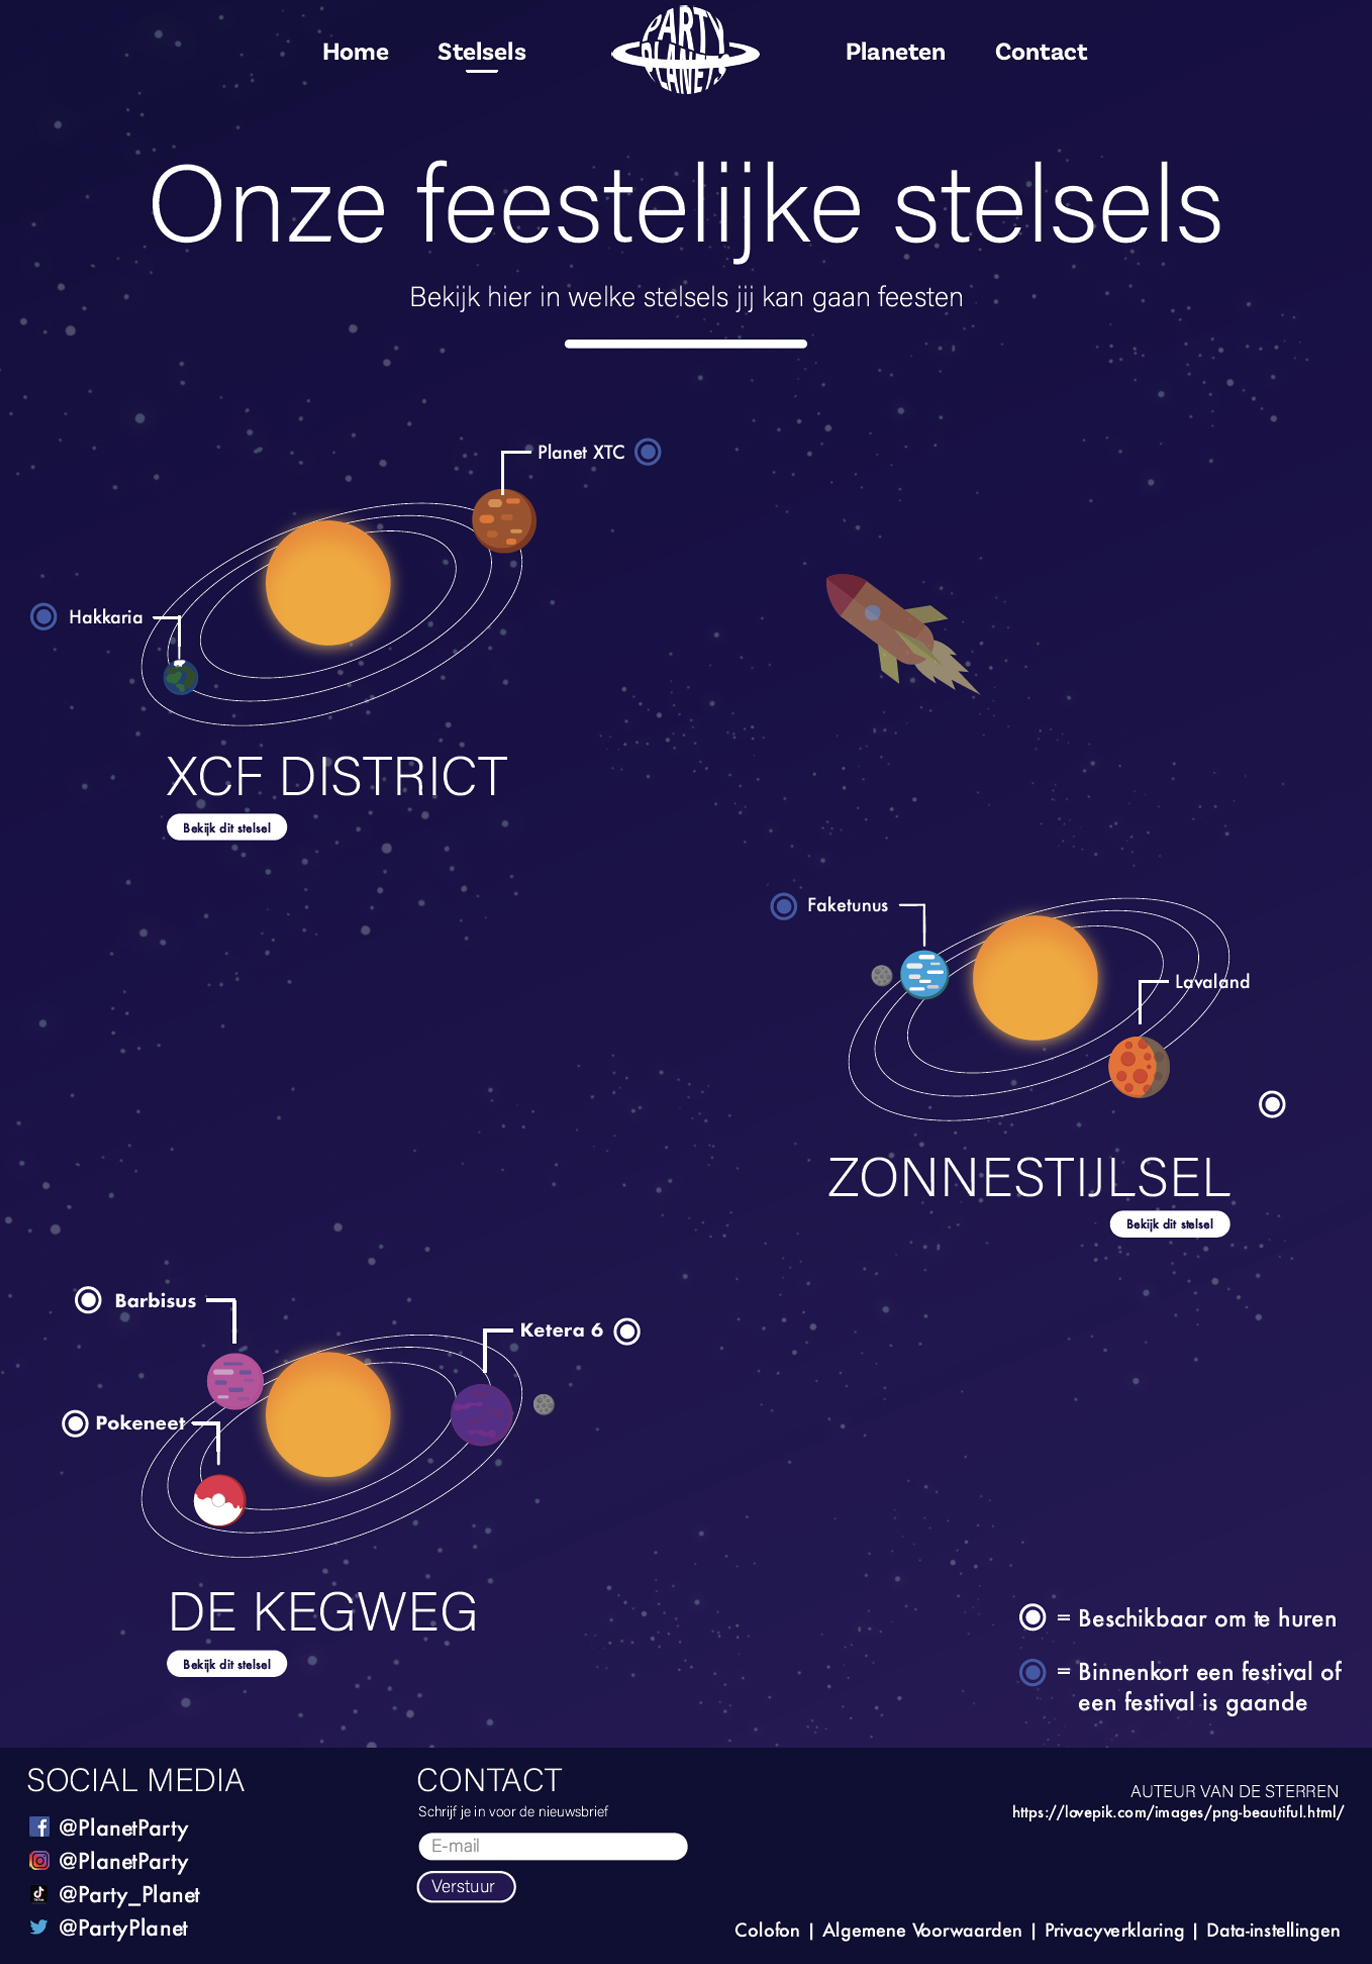 Home
Stelsels
PARTY
PLANETS
Planeten
Contact
Onze feestelijke stelsels
Bekijk hier in welke stelsels jij kan gaan feesten
Planet XTC
Hakkaria
XCF DISTRICT
Bekijk dit stelsel
Faketunus
Lavaland
ZONNESTIJLSEL
Bekijk dit stelsel
Barbisus
Ketera 6
Pokeneet
DE KEGWEG
Bekijk dit stelsel
= Beschikbaar om te huren
= Binnenkort een festival of
een festival is gaande
SOCIAL MEDIA
@PlanetParty
@PlanetParty
@Party_Planet
@PartyPlanet
CONTACT
Schrijf je in voor de nieuwsbrief
E-mail
Verstuur
AUTEUR VAN DE STERREN
https://lovepik.com/images/png-beautiful.html/
Colofon | Algemene Voorwaarden | Privacyverklaring | Data-instellingen